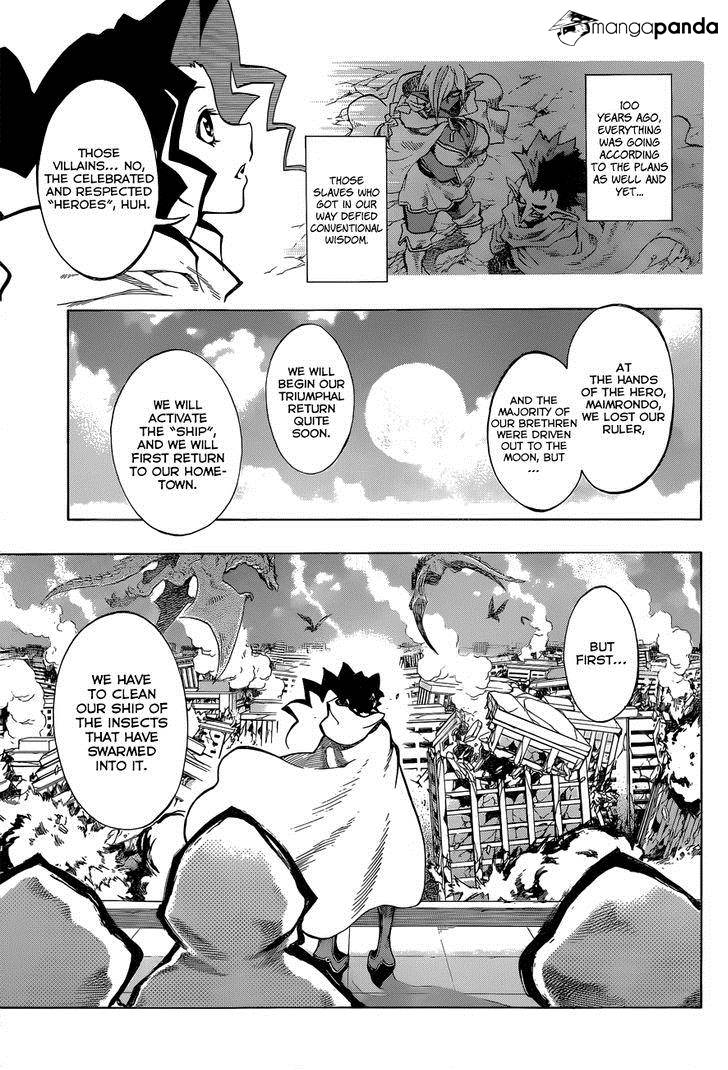 mangapanda
100
YEARS AGO,
EVERYTHING
WAS GOING
ACCORDING
TO THE PLANS
AS WELL AND
YET...
THOSE
SLAVES WHO
GOT IN OUR
WAY DEFIED
CONVENTIONAL
WISDOM.
THOSE
VILLAINS... NO,
THE CELEBRATED
AND RESPECTED
"HEROES", HUH.
AT
THE HANDS
OF THE HERO,
MAIMRONDO,
WE LOST OUR
RULER,
AND THE
MAJORITY OF
OUR BRETHREN
WERE DRIVEN
OUT TO THE
MOON, BUT
...
WE WILL
BEGIN OUR
TRIUMPHAL
RETURN
QUITE
SOON.
WE WILL
ACTIVATE
THE "SHIP",
AND WE WILL
FIRST RETURN
TO OUR HOME-
TOWN.
BUT
FIRST...
WE HAVE
TO CLEAN
OUR SHIP OF
THE INSECTS
THAT HAVE
SWARMED
INTO IT.